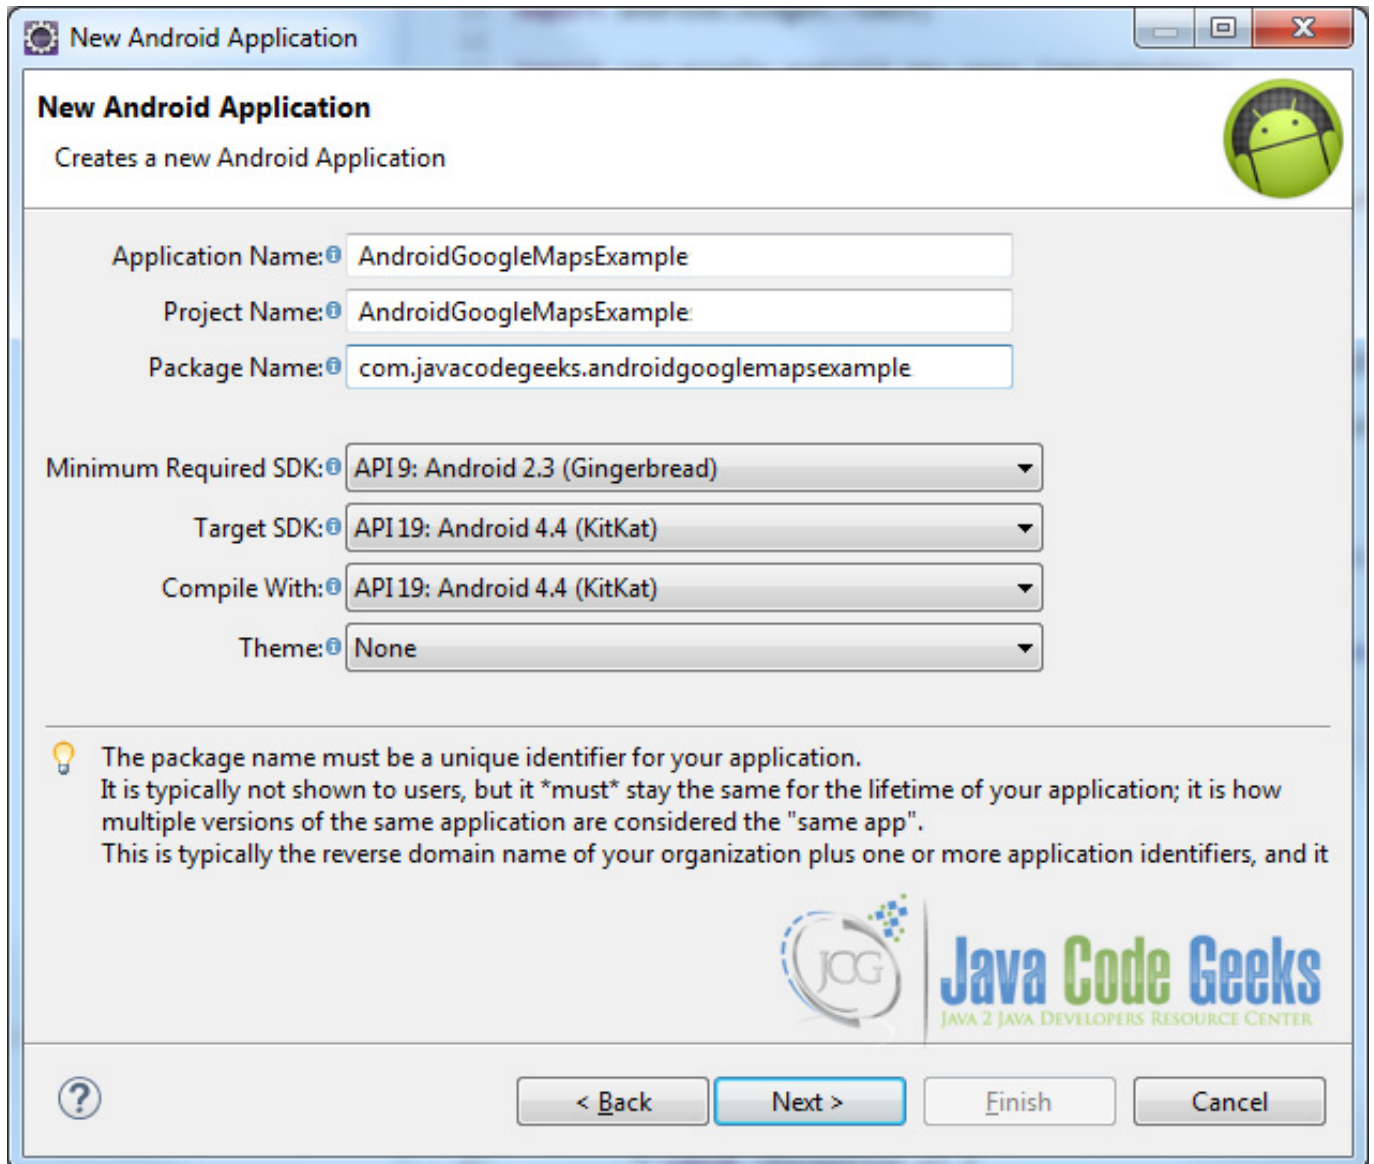 New Android Application
New Android Application
Creates a new Android Application
Application Name: AndroidGoogleMapsExample
Project Name: AndroidGoogleMapsExample
Package Name: com.javacodegeeks.androidgooglemapsexample
Minimum Required SDK: API 9: Android 2.3 (Gingerbread)
Target SDK: API 19: Android 4.4 (KitKat)
Compile With: API 19: Android 4.4 (KitKat)
Theme: None
The package name must be a unique identifier for your application.
It is typically not shown to users, but it *must* stay the same for the lifetime of your application; it is how
multiple versions of the same application are considered the "same app".
This is typically the reverse domain name of your organization plus one or more application identifiers, and it
JCG
Java Code Geeks
JAVA 2 JAVA DEVELOPERS RESOURCE CENTER
?
< Back Next > Finish Cancel